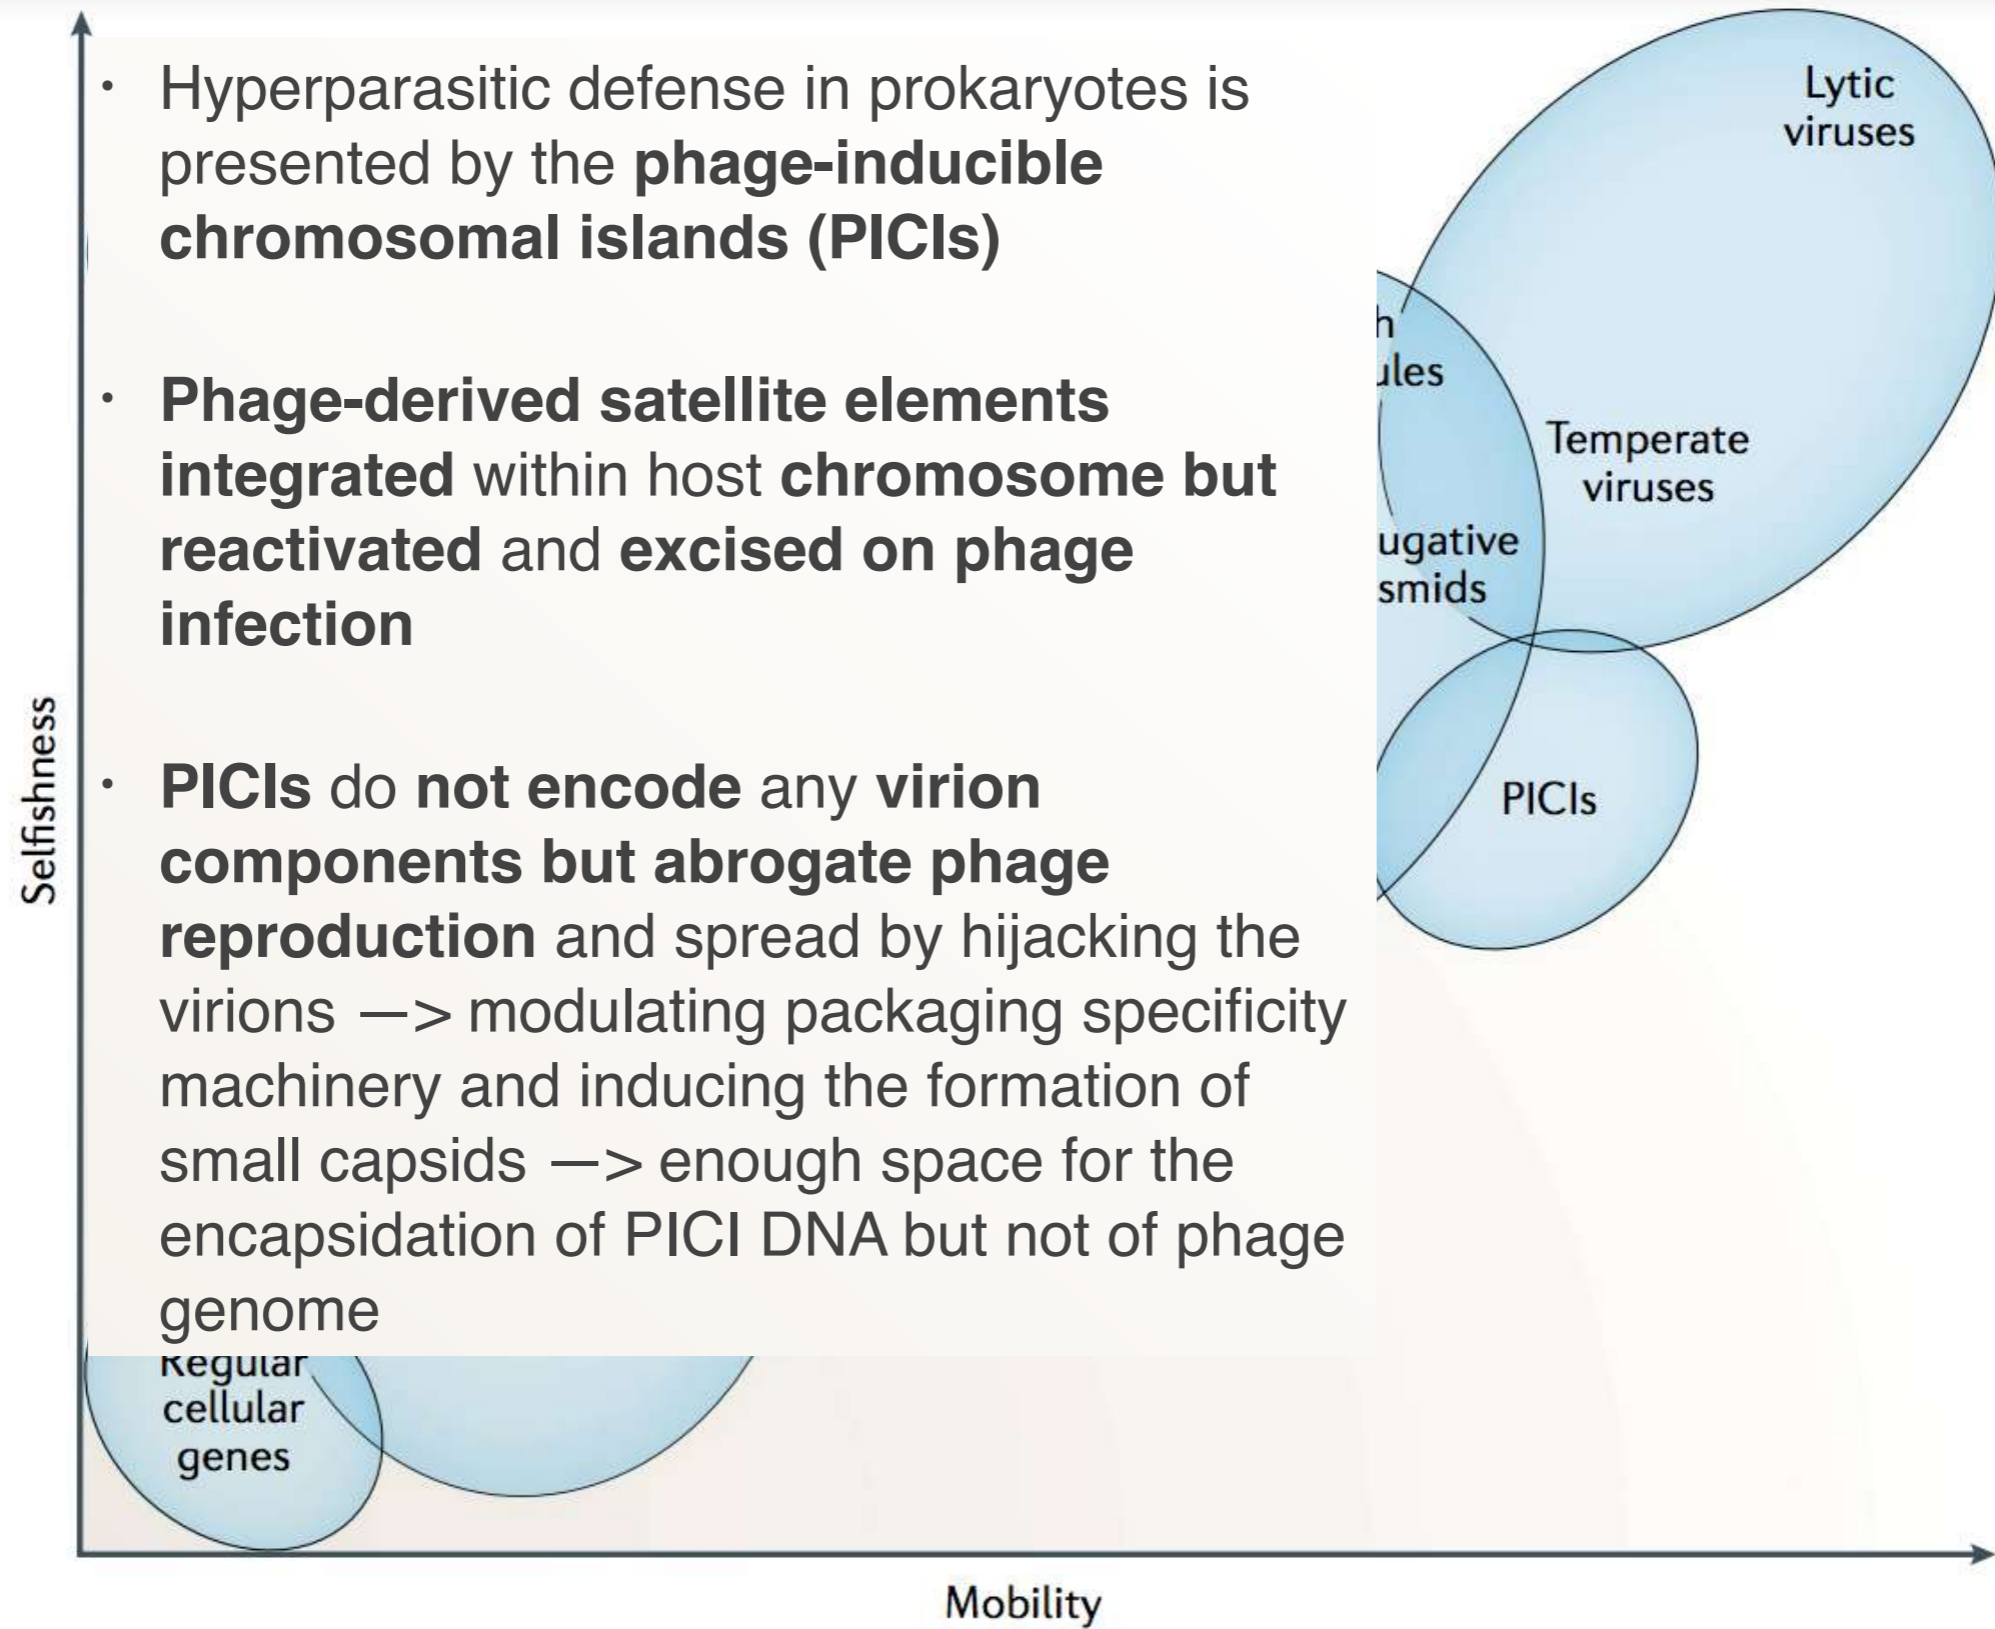 • Hyperparasitic defense in prokaryotes is
presented by the phage-inducible
chromosomal islands (PICIs)
• Phage-derived satellite elements
integrated within host chromosome but
reactivated and excised on phage
infection
• PICIs do not encode any virion
components but abrogate phage
reproduction and spread by hijacking the
virions —> modulating packaging specificity
machinery and inducing the formation of
small capsids —> enough space for the
encapsidation of PICI DNA but not of phage
genome
Lytic
viruses
h
ules
Temperate
viruses
ugative
smids
PICIs
Regular
cellular
genes
Selfishness
Mobility